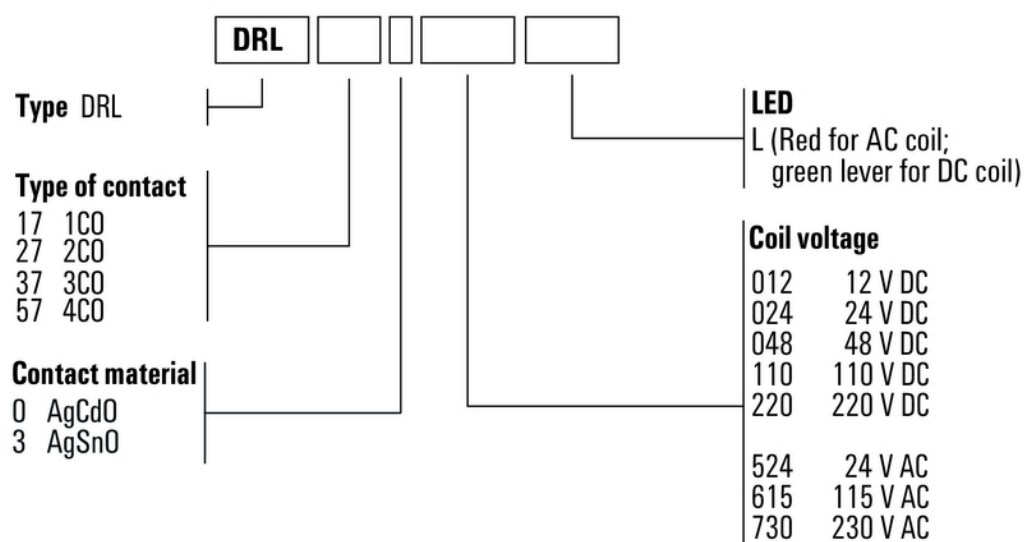 DRL
Type DRL
Type of contact
17 1CO
27 2CO
37 3CO
57 4CO
Contact material
0 AgCdO
3 AgSnO
LED
L (Red for AC coil;
green lever for DC coil)
Coil voltage
012 12 V DC
024 24 V DC
048 48 V DC
110 110 V DC
220 220 V DC
524 24 V AC
615 115 V AC
730 230 V AC